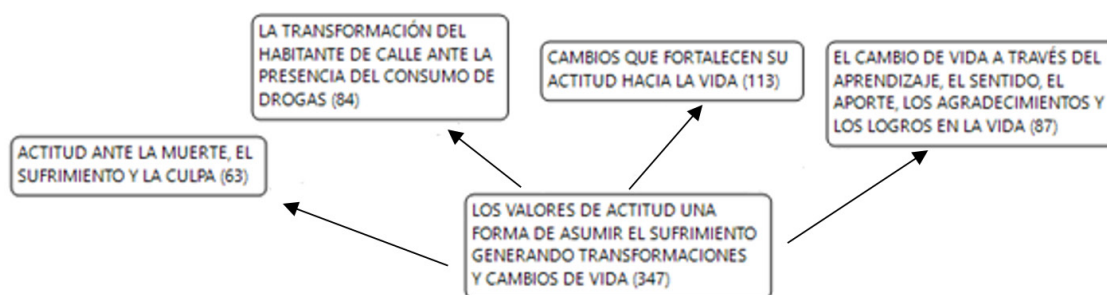 LA TRANSFORMACIÓN DEL
HABITANTE DE CALLE ANTE LA
PRESENCIA DEL CONSUMO DE
DROGAS (84)
CAMBIOS QUE FORTALECEN SU
ACTITUD HACIA LA VIDA (113)
EL CAMBIO DE VIDA A TRAVÉS DEL
APRENDIZAJE, EL SENTIDO, EL
APORTE, LOS AGRADECIMIENTOS Y
LOS LOGROS EN LA VIDA (87)
ACTITUD ANTE LA MUERTE, EL
SUFRIMIENTO Y LA CULPA (63)
LOS VALORES DE ACTITUD UNA
FORMA DE ASUMIR EL SUFRIMIENTO
GENERANDO TRANSFORMACIONES
Y CAMBIOS DE VIDA (347)